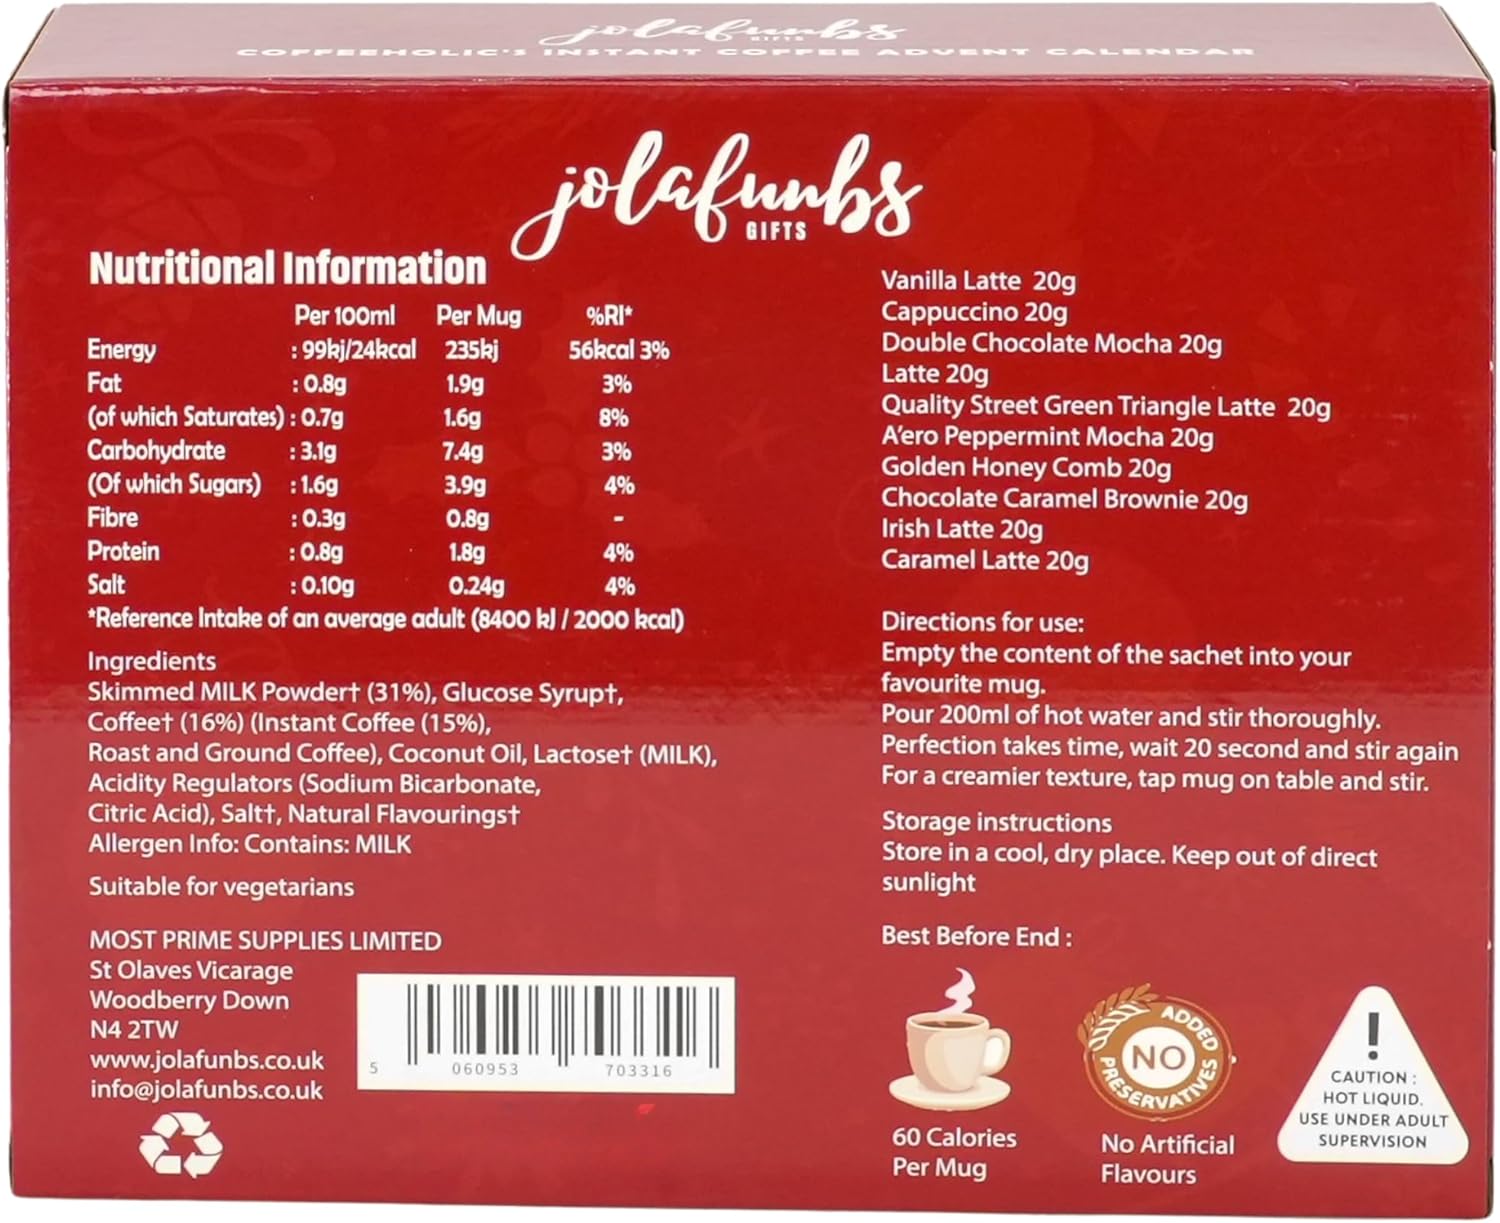 jolafunbs
GIFTS
COFFEEHOLIC'S INSTANT COFFEE ADVENT CALENDAR
jolafunbs
GIFTS
Nutritional Information
Per 100ml Per Mug %RI*
Energy : 99kj/24kcal 235kj 56kcal 3%
Fat : 0.8g 1.9g 3%
(of which Saturates) : 0.7g 1.6g 8%
Carbohydrate : 3.1g 7.4g 3%
(Of which Sugars) : 1.6g 3.9g 4%
Fibre : 0.3g 0.8g -
Protein : 0.8g 1.8g 4%
Salt : 0.10g 0.24g 4%
*Reference Intake of an average adult (8400 kJ / 2000 kcal)
Ingredients
Skimmed MILK Powder† (31%), Glucose Syrup†,
Coffee† (16%) (Instant Coffee (15%),
Roast and Ground Coffee), Coconut Oil, Lactose† (MILK),
Acidity Regulators (Sodium Bicarbonate,
Citric Acid), Salt†, Natural Flavourings†
Allergen Info: Contains: MILK
Suitable for vegetarians
MOST PRIME SUPPLIES LIMITED
St Olaves Vicarage
Woodberry Down
N4 2TW
www.jolafunbs.co.uk
info@jolafunbs.co.uk
5 060953 703316
Vanilla Latte 20g
Cappuccino 20g
Double Chocolate Mocha 20g
Latte 20g
Quality Street Green Triangle Latte 20g
A'ero Peppermint Mocha 20g
Golden Honey Comb 20g
Chocolate Caramel Brownie 20g
Irish Latte 20g
Caramel Latte 20g
Directions for use:
Empty the content of the sachet into your
favourite mug.
Pour 200ml of hot water and stir thoroughly.
Perfection takes time, wait 20 second and stir again
For a creamier texture, tap mug on table and stir.
Storage instructions
Store in a cool, dry place. Keep out of direct
sunlight
Best Before End :
60 Calories
Per Mug
ADDED
NO
PRESERVATIVES
No Artificial
Flavours
!
CAUTION :
HOT LIQUID.
USE UNDER ADULT
SUPERVISION